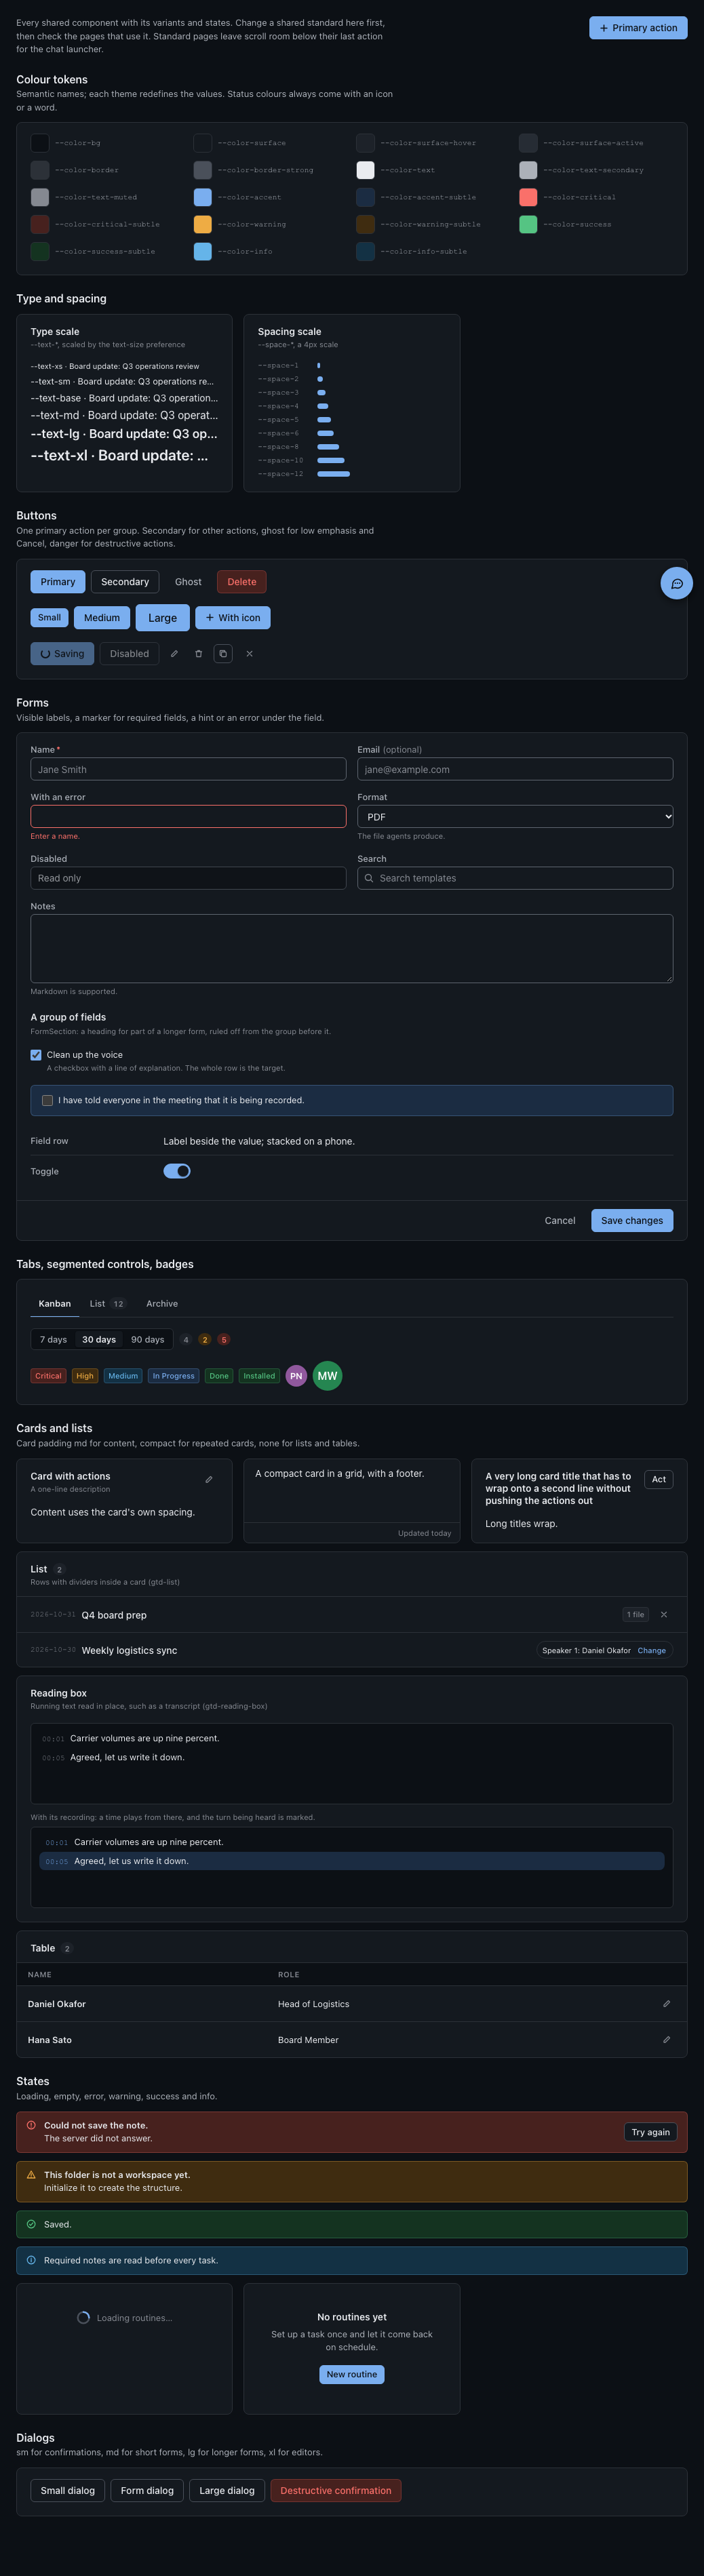 Every shared component with its variants and states. Change a shared standard here first,
then check the pages that use it. Standard pages leave scroll room below their last action
for the chat launcher.
Primary action
Colour tokens
Semantic names; each theme redefines the values. Status colours always come with an icon
or a word.
--color-bg
--color-surface
--color-surface-hover
--color-surface-active
--color-border
--color-border-strong
--color-text
--color-text-secondary
--color-text-muted
--color-accent
--color-accent-subtle
--color-critical
--color-critical-subtle
--color-warning
--color-warning-subtle
--color-success
--color-success-subtle
--color-info
--color-info-subtle
Type and spacing
Type scale
--text-*, scaled by the text-size preference
--text-xs · Board update: Q3 operations review
--text-sm · Board update: Q3 operations re...
--text-base · Board update: Q3 operation...
--text-md · Board update: Q3 operat...
--text-lg · Board update: Q3 op...
--text-xl · Board update: ...
Spacing scale
--space-*, a 4px scale
--space-1
--space-2
--space-3
--space-4
--space-5
--space-6
--space-8
--space-10
--space-12
Buttons
One primary action per group. Secondary for other actions, ghost for low emphasis and
Cancel, danger for destructive actions.
Primary
Secondary
Ghost
Delete
Small
Medium
Large
With icon
Saving
Disabled
Forms
Visible labels, a marker for required fields, a hint or an error under the field.
Name *
Email (optional)
Jane Smith
jane@example.com
With an error
Format
PDF
Enter a name.
The file agents produce.
Disabled
Search
Read only
Search templates
Notes
Markdown is supported.
A group of fields
FormSection: a heading for part of a longer form, ruled off from the group before it.
Clean up the voice
A checkbox with a line of explanation. The whole row is the target.
I have told everyone in the meeting that it is being recorded.
Field row
Label beside the value; stacked on a phone.
Toggle
Cancel
Save changes
Tabs, segmented controls, badges
Kanban
List 12
Archive
7 days
30 days
90 days
4
2
5
Critical
High
Medium
In Progress
Done
Installed
PN
MW
Cards and lists
Card padding md for content, compact for repeated cards, none for lists and tables.
Card with actions
A one-line description
Content uses the card's own spacing.
A compact card in a grid, with a footer.
Updated today
A very long card title that has to
wrap onto a second line without
pushing the actions out
Act
Long titles wrap.
List 2
Rows with dividers inside a card (gtd-list)
2026-10-31 Q4 board prep
1 file
2026-10-30 Weekly logistics sync
Speaker 1: Daniel Okafor Change
Reading box
Running text read in place, such as a transcript (gtd-reading-box)
00:01 Carrier volumes are up nine percent.
00:05 Agreed, let us write it down.
With its recording: a time plays from there, and the turn being heard is marked.
00:01 Carrier volumes are up nine percent.
00:05 Agreed, let us write it down.
Table 2
NAME
ROLE
Daniel Okafor
Head of Logistics
Hana Sato
Board Member
States
Loading, empty, error, warning, success and info.
Could not save the note.
The server did not answer.
Try again
This folder is not a workspace yet.
Initialize it to create the structure.
Saved.
Required notes are read before every task.
Loading routines...
No routines yet
Set up a task once and let it come back
on schedule.
New routine
Dialogs
sm for confirmations, md for short forms, lg for longer forms, xl for editors.
Small dialog
Form dialog
Large dialog
Destructive confirmation